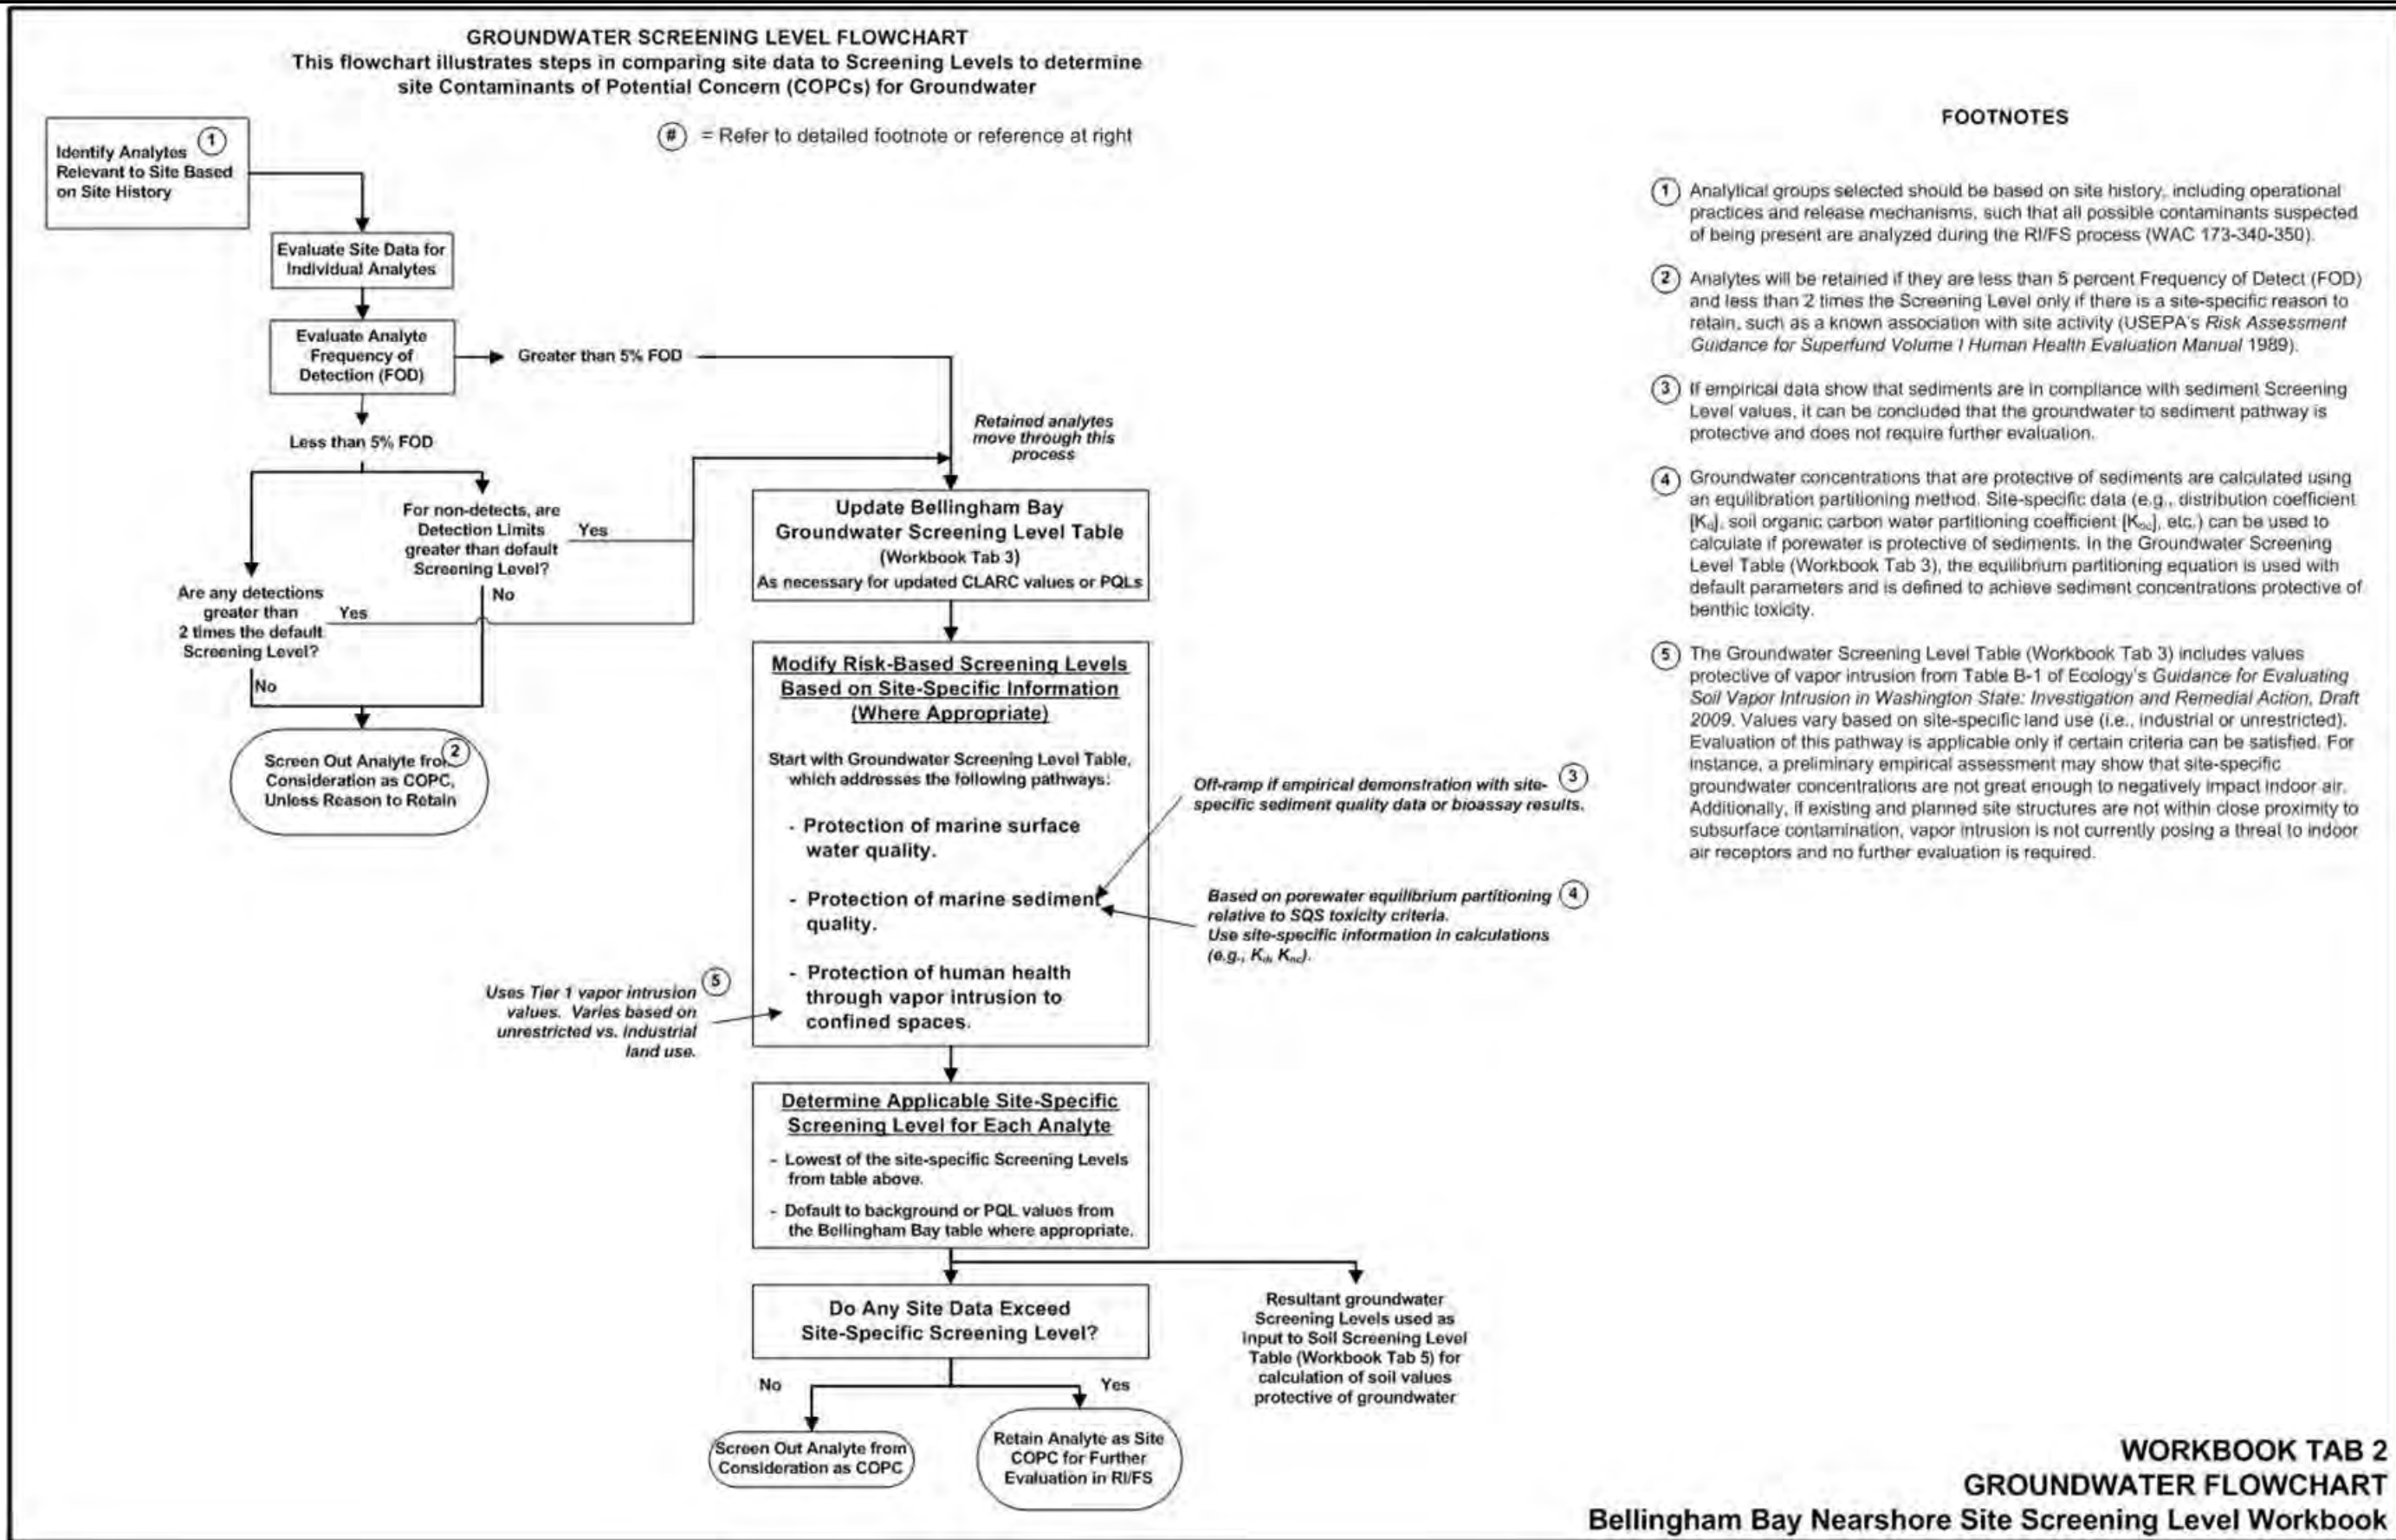 GROUNDWATER SCREENING LEVEL FLOWCHART
This flowchart illustrates steps in comparing site data to Screening Levels to determine
site Contaminants of Potential Concern (COPCs) for Groundwater
# = Refer to detailed footnote or reference at right
1
Identify Analytes
Relevant to Site Based
on Site History
Evaluate Site Data for
Individual Analytes
Evaluate Analyte
Frequency of
Detection (FOD)
Greater than 5% FOD
Less than 5% FOD
Retained analytes
move through this
process
For non-detects, are
Detection Limits
greater than default
Screening Level?
Yes
No
Are any detections
greater than
2 times the default
Screening Level?
Yes
No
2
Screen Out Analyte from
Consideration as COPC,
Unless Reason to Retain
Update Bellingham Bay
Groundwater Screening Level Table
(Workbook Tab 3)
As necessary for updated CLARC values or PQLs
Modify Risk-Based Screening Levels
Based on Site-Specific Information
(Where Appropriate)
Start with Groundwater Screening Level Table,
which addresses the following pathways:
- Protection of marine surface
water quality.
- Protection of marine sediment
quality.
- Protection of human health
through vapor intrusion to
confined spaces.
Off-ramp if empirical demonstration with site- 3
specific sediment quality data or bioassay results.
Based on porewater equilibrium partitioning 4
relative to SQS toxicity criteria.
Use site-specific information in calculations
(e.g.,
Uses Tier 1 vapor intrusion 5
values. Varies based on
unrestricted vs. industrial
land use.
Determine Applicable Site-Specific
Screening Level for Each Analyte
- Lowest of the site-specific Screening Levels
from table above.
- Default to background or PQL values from
the Bellingham Bay table where appropriate.
Do Any Site Data Exceed
Site-Specific Screening Level?
No
Yes
Screen Out Analyte from
Consideration as COPC
Retain Analyte as Site
COPC for Further
Evaluation in RI/FS
Resultant groundwater
Screening Levels used as
input to Soil Screening Level
Table (Workbook Tab 5) for
calculation of soil values
protective of groundwater
FOOTNOTES
1 Analytical groups selected should be based on site history, including operational
practices and release mechanisms, such that all possible contaminants suspected
of being present are analyzed during the RI/FS process (WAC 173-340-350).
2 Analytes will be retained if they are less than 5 percent Frequency of Detect (FOD)
and less than 2 times the Screening Level only if there is a site-specific reason to
retain, such as a known association with site activity (USEPA's Risk Assessment
Guidance for Superfund Volume I Human Health Evaluation Manual 1989).
3 If empirical data show that sediments are in compliance with sediment Screening
Level values, it can be concluded that the groundwater to sediment pathway is
protective and does not require further evaluation.
4 Groundwater concentrations that are protective of sediments are calculated using
an equilibration partitioning method. Site-specific data (e.g., distribution coefficient
[Kd], soil organic carbon water partitioning coefficient [Koc], etc.) can be used to
calculate if porewater is protective of sediments. In the Groundwater Screening
Level Table (Workbook Tab 3), the equilibrium partitioning equation is used with
default parameters and is defined to achieve sediment concentrations protective of
benthic toxicity.
5 The Groundwater Screening Level Table (Workbook Tab 3) includes values
protective of vapor intrusion from Table B-1 of Ecology's Guidance for Evaluating
Soil Vapor Intrusion in Washington State: Investigation and Remedial Action, Draft
2009. Values vary based on site-specific land use (i.e., industrial or unrestricted).
Evaluation of this pathway is applicable only if certain criteria can be satisfied. For
instance, a preliminary empirical assessment may show that site-specific
groundwater concentrations are not great enough to negatively impact indoor air.
Additionally, if existing and planned site structures are not within close proximity to
subsurface contamination, vapor intrusion is not currently posing a threat to indoor
air receptors and no further evaluation is required.
WORKBOOK TAB 2
GROUNDWATER FLOWCHART
Bellingham Bay Nearshore Site Screening Level Workbook